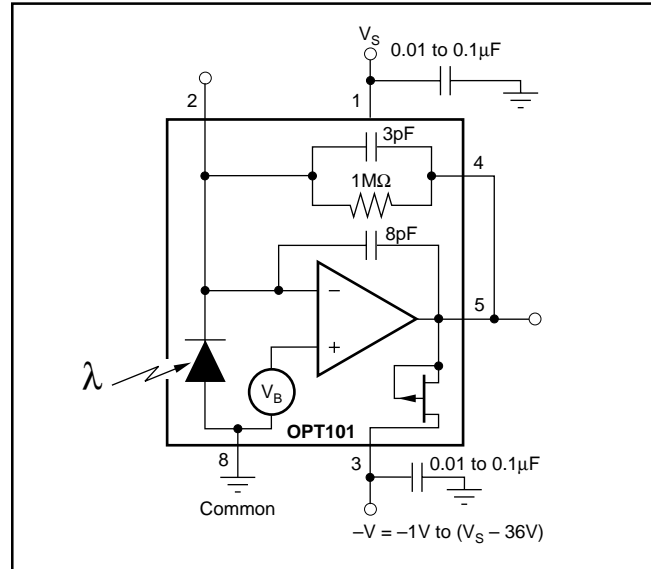 V_S
0.01 to 0.1μF
2
1
3pF
4
1MΩ
8pF
–
5
+
λ
V_B
OPT101
8
3
0.01 to 0.1μF
Common
–V = –1V to (V_S – 36V)